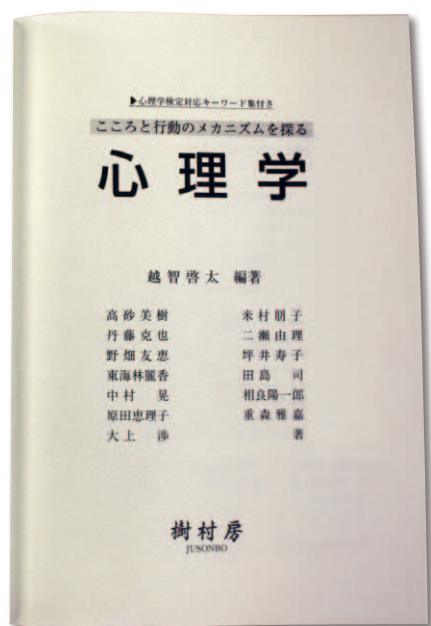 ▶心理学検定対応キーワード集付き
こころと行動のメカニズムを探る
心理学
越智啓太 編著
高砂美樹 米村朋子
丹藤克也 二瀬由理
野畑友恵 坪井寿子
東海林麗香 田島 司
中村 晃 相良陽一郎
原田恵理子 重森雅嘉
大上 渉 著
樹村房
JUSONBO